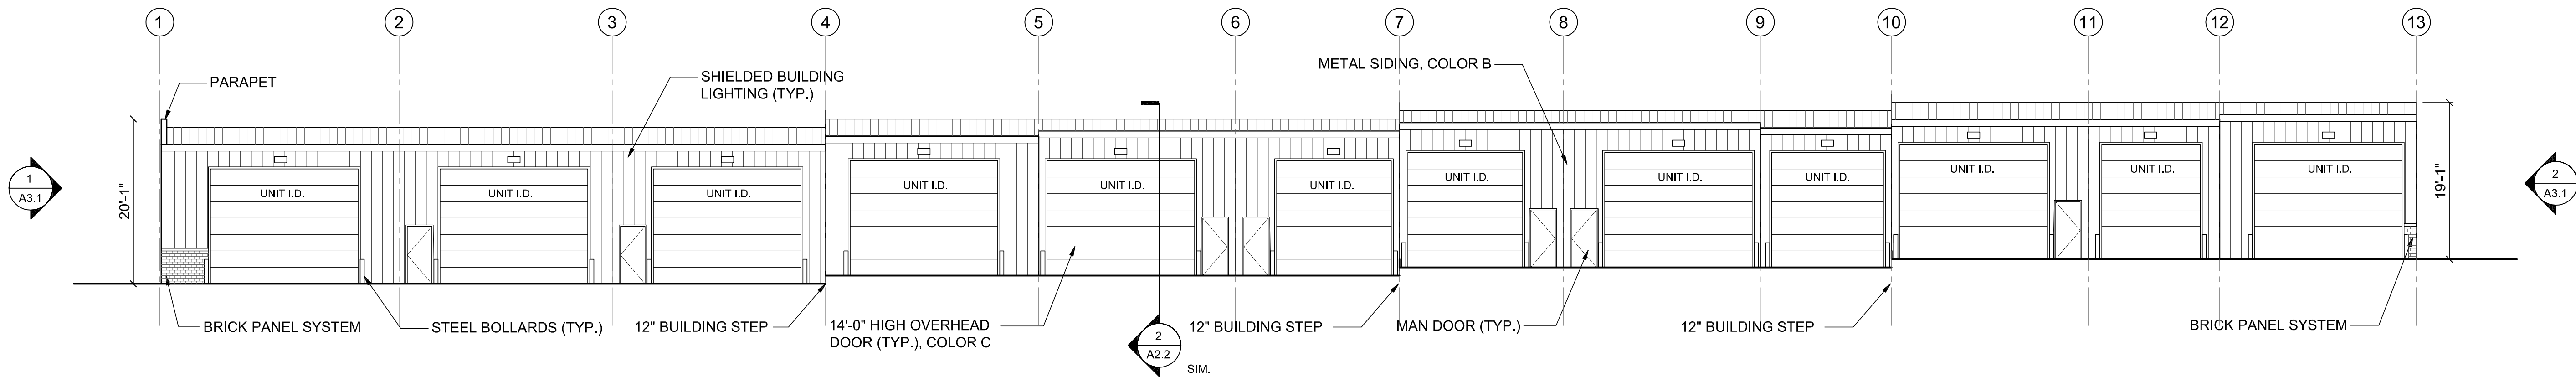 1
2
3
4
5
6
7
8
9
10
11
12
13
PARAPET
SHIELDED BUILDING
LIGHTING (TYP.)
METAL SIDING, COLOR B
1
A3.1
20'-1"
UNIT I.D.
UNIT I.D.
UNIT I.D.
UNIT I.D.
UNIT I.D.
UNIT I.D.
UNIT I.D.
UNIT I.D.
UNIT I.D.
UNIT I.D.
UNIT I.D.
UNIT I.D.
19'-1"
2
A3.1
BRICK PANEL SYSTEM
STEEL BOLLARDS (TYP.)
12" BUILDING STEP
14'-0" HIGH OVERHEAD
DOOR (TYP.), COLOR C
2
A2.2
SIM.
12" BUILDING STEP
MAN DOOR (TYP.)
12" BUILDING STEP
BRICK PANEL SYSTEM